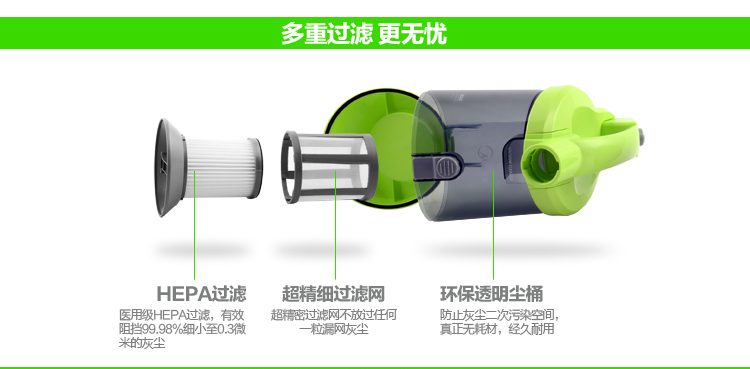 多重过滤 更无忧
HEPA过滤
医用级HEPA过滤，有效
阻挡99.98%细小至0.3微
米的灰尘
超精细过滤网
超精密过滤网不放过任何
一粒漏网灰尘
环保透明尘桶
防止灰尘二次污染空间，
真正无耗材，经久耐用